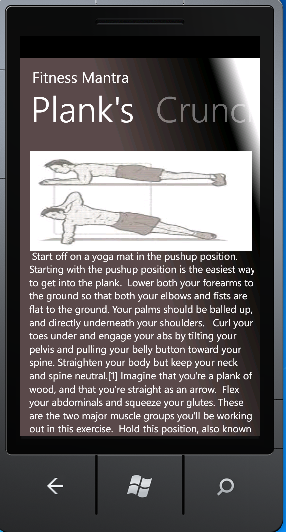 Fitness Mantra
Plank's Crunc
Start off on a yoga mat in the pushup position.
Starting with the pushup position is the easiest way
to get into the plank. Lower both your forearms to
the ground so that both your elbows and fists are
flat to the ground. Your palms should be balled up,
and directly underneath your shoulders. Curl your
toes under and engage your abs by tilting your
pelvis and pulling your belly button toward your
spine. Straighten your body but keep your neck
and spine neutral.[1] Imagine that you're a plank of
wood, and that you're straight as an arrow. Flex
your abdominals and squeeze your glutes. These
are the two major muscle groups you'll be working
out in this exercise. Hold this position, also known